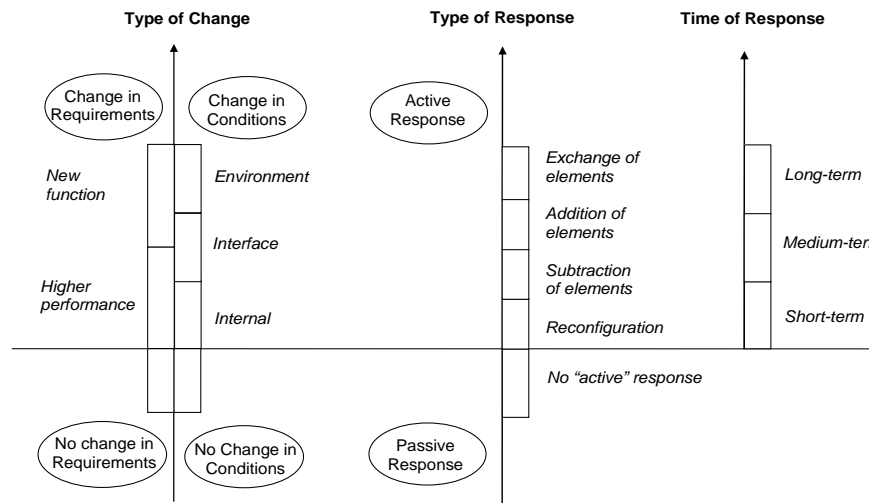 Type of Change
Type of Response
Time of Response
Change in
Requirements
Change in
Conditions
Active
Response
New
function
Environment
Exchange of
elements
Long-term
Addition of
elements
Interface
Medium-term
Higher
performance
Subtraction
of elements
Internal
Reconfiguration
Short-term
No “active” response
No change in
Requirements
No Change in
Conditions
Passive
Response